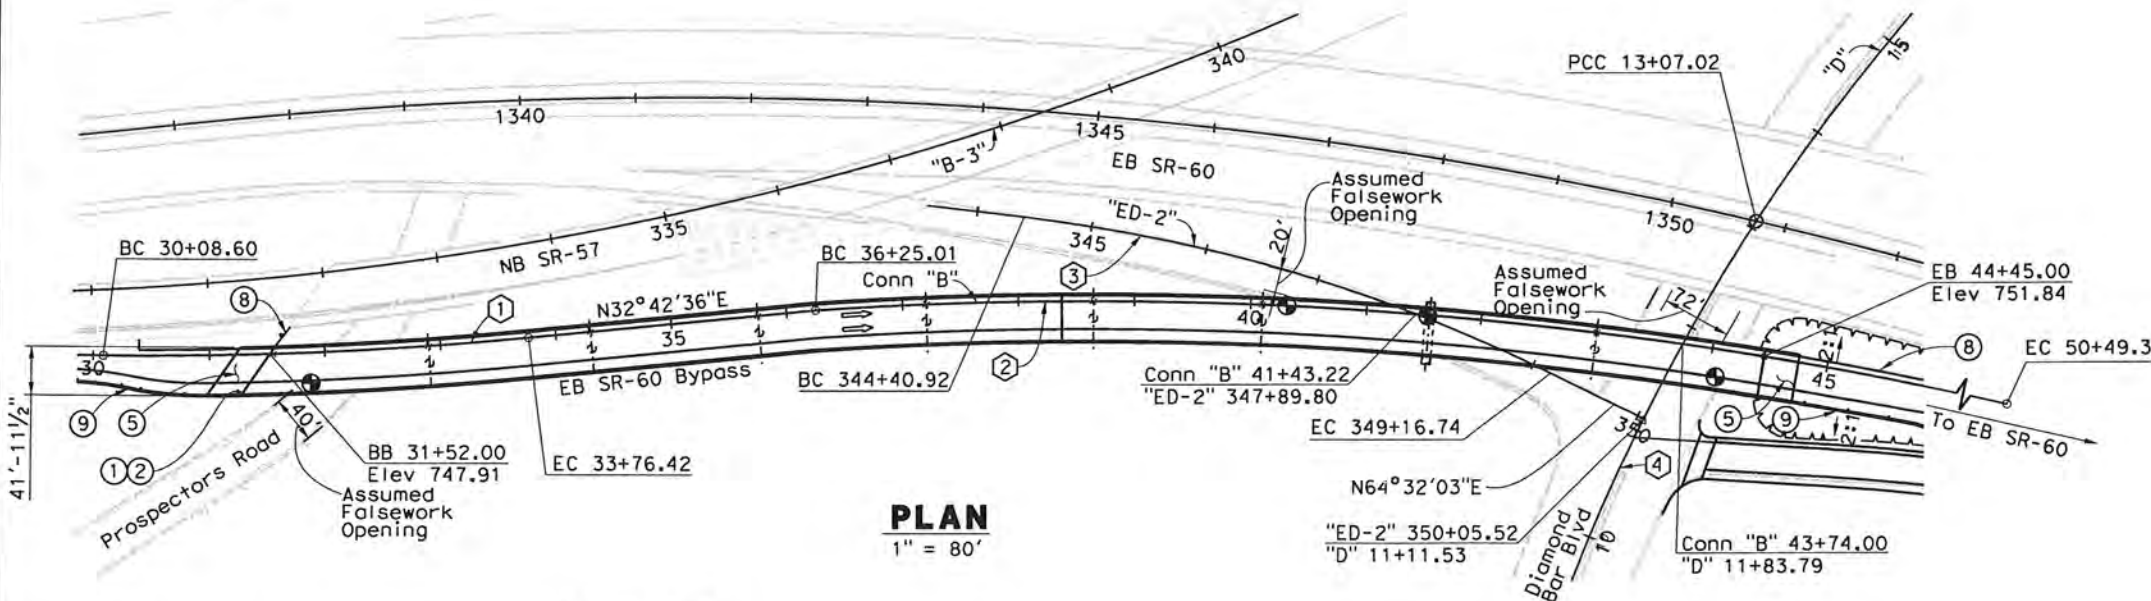 PCC 13+07.02
"D"
15
340
1340
1345
"B-3"
EB SR-60
Assumed
Falsework
Opening
1350
BC 30+08.60
NB SR-57
335
BC 36+25.01
Conn "B"
"ED-2"
345
3
20'
Assumed
Falsework
Opening
72'
EB 44+45.00
Elev 751.84
8
1
N32°42'36"E
35
40
2:1
8
EC 50+49.3
30
2
45
EB SR-60 Bypass
BC 344+40.92
Conn "B" 41+43.22
"ED-2" 347+89.80
5
9
2:1
To EB SR-60
41'-11½"
9
5
40'
EC 349+16.74
350
1 2
BB 31+52.00
Elev 747.91
EC 33+76.42
4
Prospectors Road
Assumed
Falsework
Opening
PLAN
1" = 80'
N64°32'03"E
"ED-2" 350+05.52
"D" 11+11.53
Diamond
Bar Blvd
10
Conn "B" 43+74.00
"D" 11+83.79